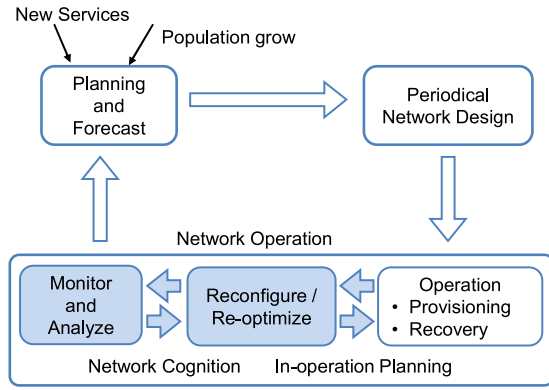 New Services
Population grow
Planning
and
Forecast
Periodical
Network Design
Network Operation
Monitor
and
Analyze
Reconfigure /
Re-optimize
Operation
• Provisioning
• Recovery
Network Cognition
In-operation Planning